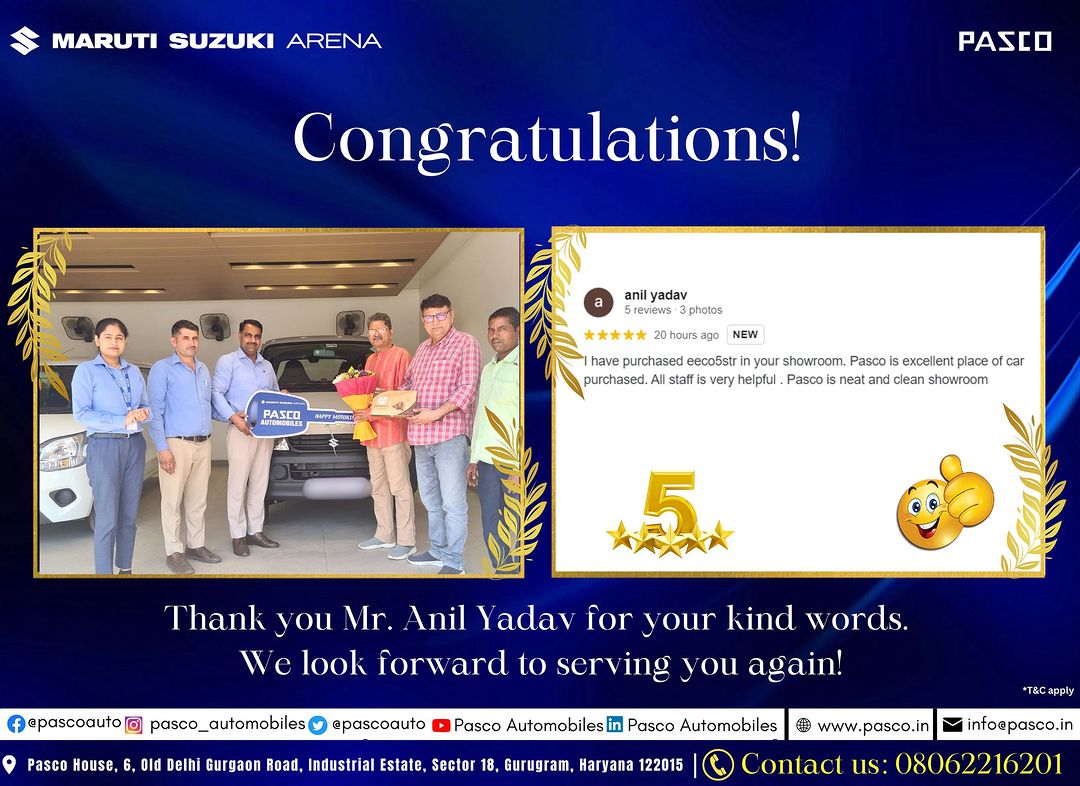 MARUTI SUZUKI ARENA
PASCO
Congratulations!
MARUTI SUZUKI ARENA
PASCO
AUTOMOBILES
HAPPY
a
anil yadav
5 reviews · 3 photos
20 hours ago NEW
I have purchased eeco5str in your showroom. Pasco is excellent place of car
purchased. All staff is very helpful . Pasco is neat and clean showroom
5
Thank you Mr. Anil Yadav for your kind words.
We look forward to serving you again!
*T&C apply
@pascoauto pasco_automobiles @pascoauto Pasco Automobiles Pasco Automobiles www.pasco.in info@pasco.in
Pasco House, 6, Old Delhi Gurgaon Road, Industrial Estate, Sector 18, Gurugram, Haryana 122015 | Contact us: 08062216201